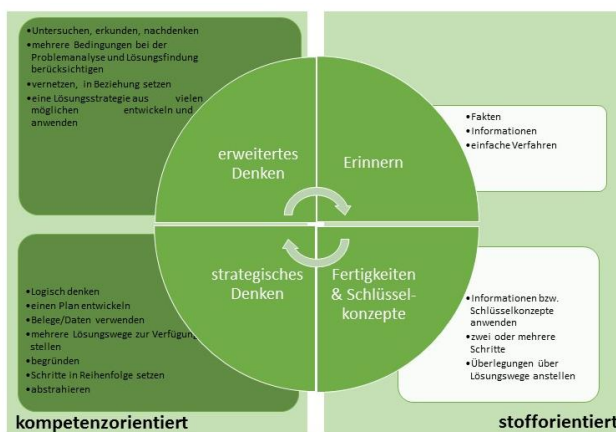 •Untersuchen, erkunden, nachdenken
•mehrere Bedingungen bei der
Problemanalyse und Lösungsfindung
berücksichtigen
•vernetzen, in Beziehung setzen
•eine Lösungsstrategie aus vielen
möglichen entwickeln und
anwenden
erweitertes
Denken
Erinnern
•Fakten
•Informationen
•einfache Verfahren
•Logisch denken
•einen Plan entwickeln
•Belege/Daten verwenden
•mehrere Lösungswege zur Verfügung
stellen
•begründen
•Schritte in Reihenfolge setzen
•abstrahieren
strategisches
Denken
Fertigkeiten
& Schlüssel-
konzepte
•Informationen bzw.
Schlüsselkonzepte
anwenden
•zwei oder mehrere
Schritte
•Überlegungen über
Lösungswege anstellen
kompetenzorientiert
stofforientiert